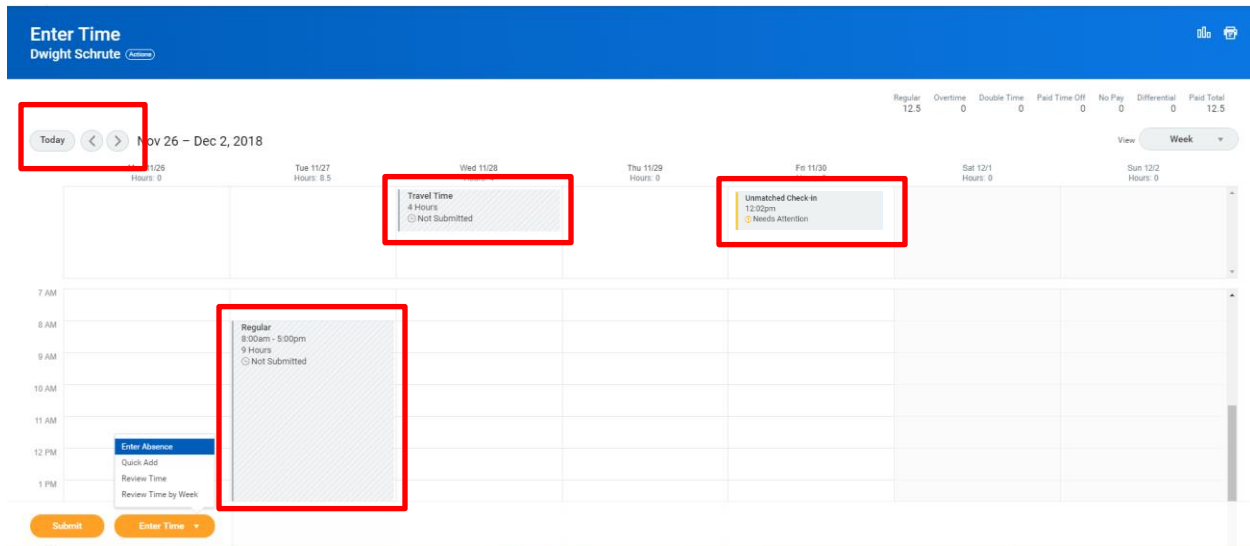 Enter Time
Dwight Schrute Actions
Regular Overtime Double Time Paid Time Off No Pay Differential Paid Total
12.5 0 0 0 0 0 12.5
Today Nov 26 – Dec 2, 2018
View Week
11/26 Tue 11/27 Wed 11/28 Thu 11/29 Fri 11/30 Sat 12/1 Sun 12/2
Hours: 0 Hours: 8.5 Hours: 0 Hours: 0 Hours: 0
Travel Time
4 Hours
Not Submitted
Unmatched Check-in
12:02pm
Needs Attention
7 AM
8 AM
Regular
8:00am - 5:00pm
9 Hours
Not Submitted
9 AM
10 AM
11 AM
12 PM
1 PM
Enter Absence
Quick Add
Review Time
Review Time by Week
Submit
Enter Time